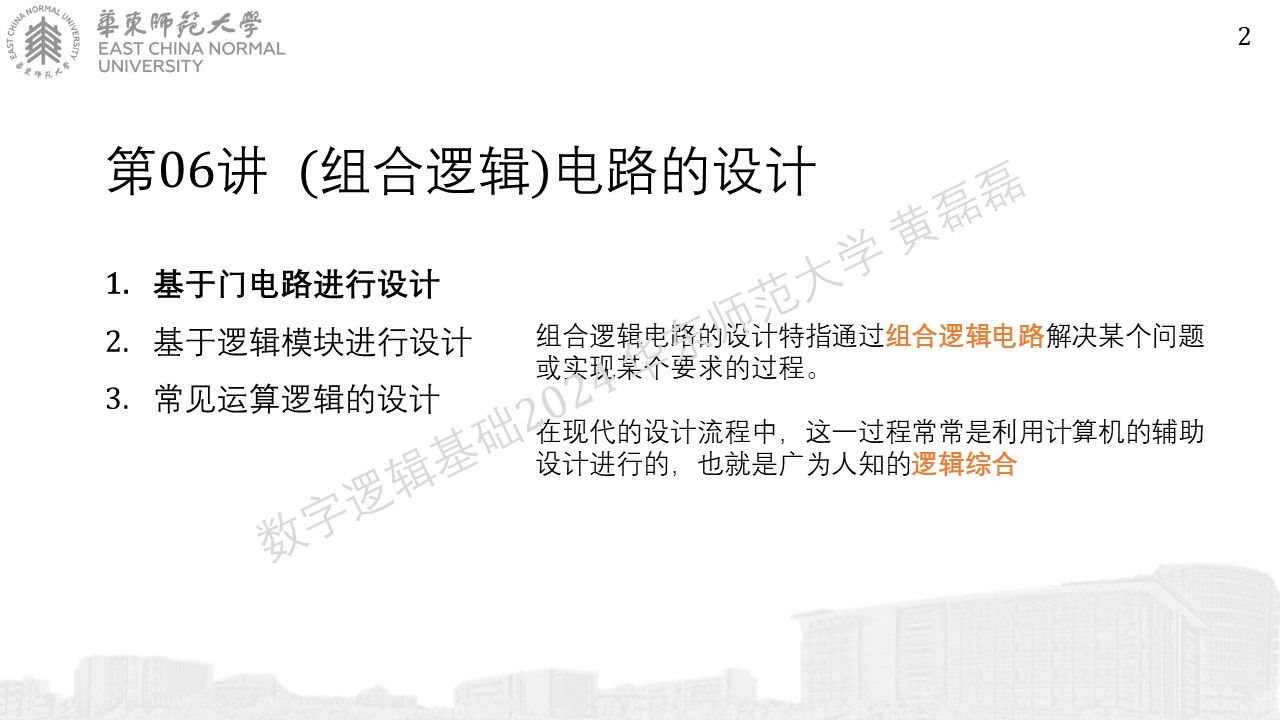 華東師範大學
EAST CHINA NORMAL
UNIVERSITY
EAST CHINA NORMAL UNIVERSITY
華東师范大学
2
第06讲 (组合逻辑)电路的设计
1. 基于门电路进行设计
2. 基于逻辑模块进行设计
3. 常见运算逻辑的设计
组合逻辑电路的设计特指通过组合逻辑电路解决某个问题
或实现某个要求的过程。
在现代的设计流程中，这一过程常常是利用计算机的辅助
设计进行的，也就是广为人知的逻辑综合
数字逻辑基础2024 华东师范大学 黄磊磊